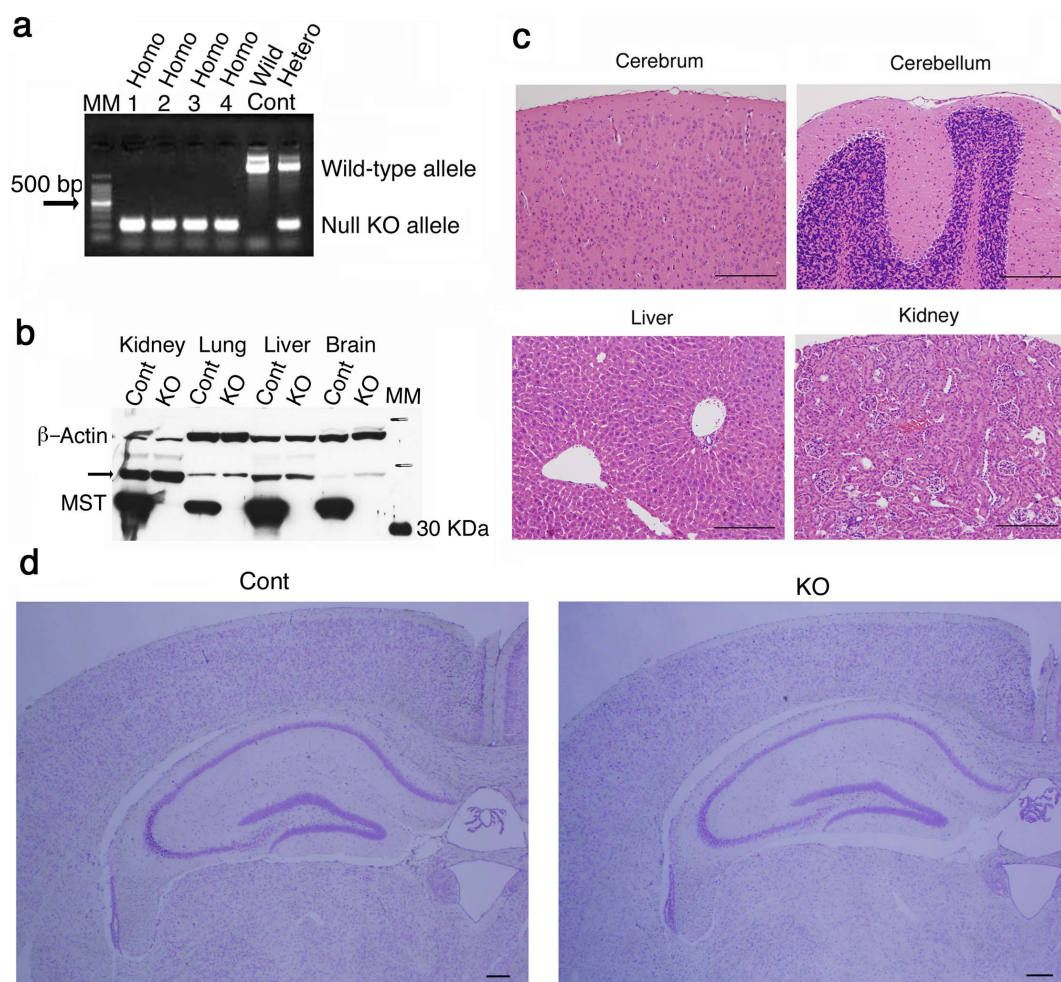 a
Homo Homo Homo Homo Wild Hetero
MM 1 2 3 4 Cont
500 bp
Wild-type allele
Null KO allele
b
Kidney Lung Liver Brain
Cont KO Cont KO Cont KO Cont KO MM
β-Actin
MST
30 KDa
c
Cerebrum Cerebellum
Liver Kidney
d
Cont KO